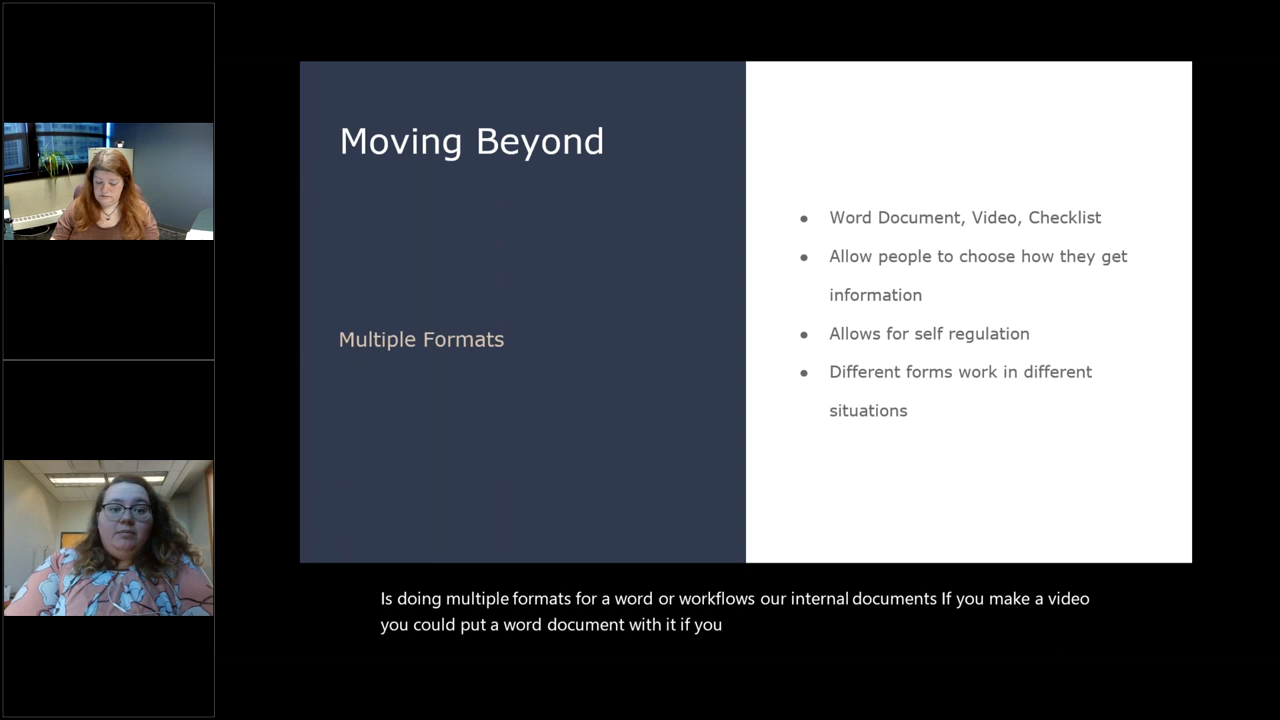 Moving Beyond
Multiple Formats
● Word Document, Video, Checklist
● Allow people to choose how they get
information
● Allows for self regulation
● Different forms work in different
situations
Is doing multiple formats for a word or workflows our internal documents If you make a video
you could put a word document with it if you